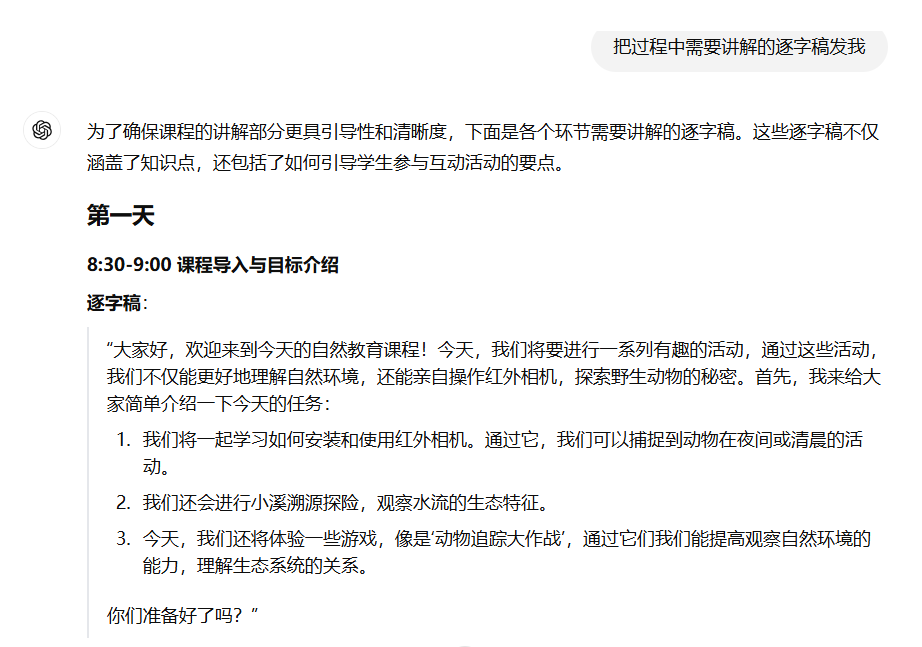 把过程中需要讲解的逐字稿发我
为了确保课程的讲解部分更具引导性和清晰度，下面是各个环节需要讲解的逐字稿。这些逐字稿不仅
涵盖了知识点，还包括了如何引导学生参与互动活动的要点。
第一天
8:30-9:00 课程导入与目标介绍
逐字稿：
“大家好，欢迎来到今天的自然教育课程！今天，我们将要进行一系列有趣的活动，通过这些活动，
我们不仅能更好地理解自然环境，还能亲自操作红外相机，探索野生动物的秘密。首先，我来给大
家简单介绍一下今天的任务：
1. 我们将一起学习如何安装和使用红外相机。通过它，我们可以捕捉到动物在夜间或清晨的活
动。
2. 我们还会进行小溪溯源探险，观察水流的生态特征。
3. 今天，我们还将体验一些游戏，像是‘动物追踪大作战’，通过它们我们能提高观察自然环境的
能力，理解生态系统的关系。
你们准备好了吗？”